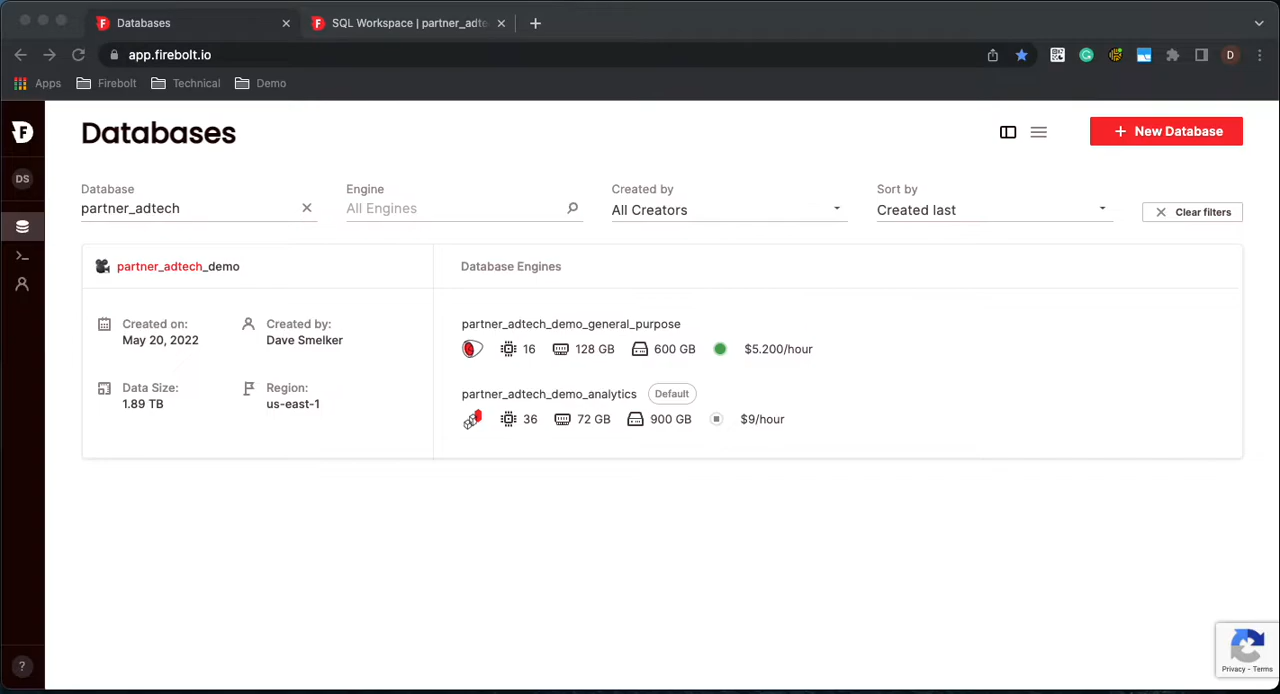 Databases
SQL Workspace | partner_adte
app.firebolt.io
D
Apps Firebolt Technical Demo
Databases
+ New Database
DS
Database Engine Created by Sort by
partner_adtech All Engines All Creators Created last
Clear filters
partner_adtech_demo
Database Engines
Created on: Created by:
May 20, 2022 Dave Smelker
Data Size: Region:
1.89 TB us-east-1
partner_adtech_demo_general_purpose
16 128 GB 600 GB $5.200/hour
partner_adtech_demo_analytics Default
36 72 GB 900 GB $9/hour
?
Privacy - Terms